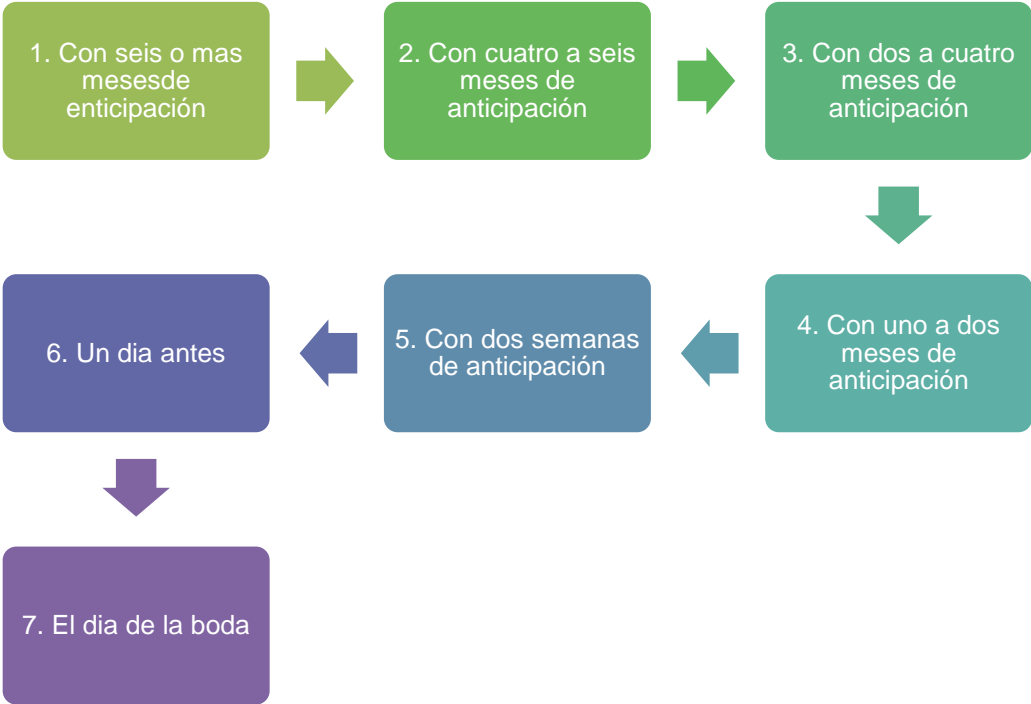 1. Con seis o mas
mesesde
enticipación
2. Con cuatro a seis
meses de
anticipación
3. Con dos a cuatro
meses de
anticipación
4. Con uno a dos
meses de
anticipación
5. Con dos semanas
de anticipación
6. Un dia antes
7. El dia de la boda